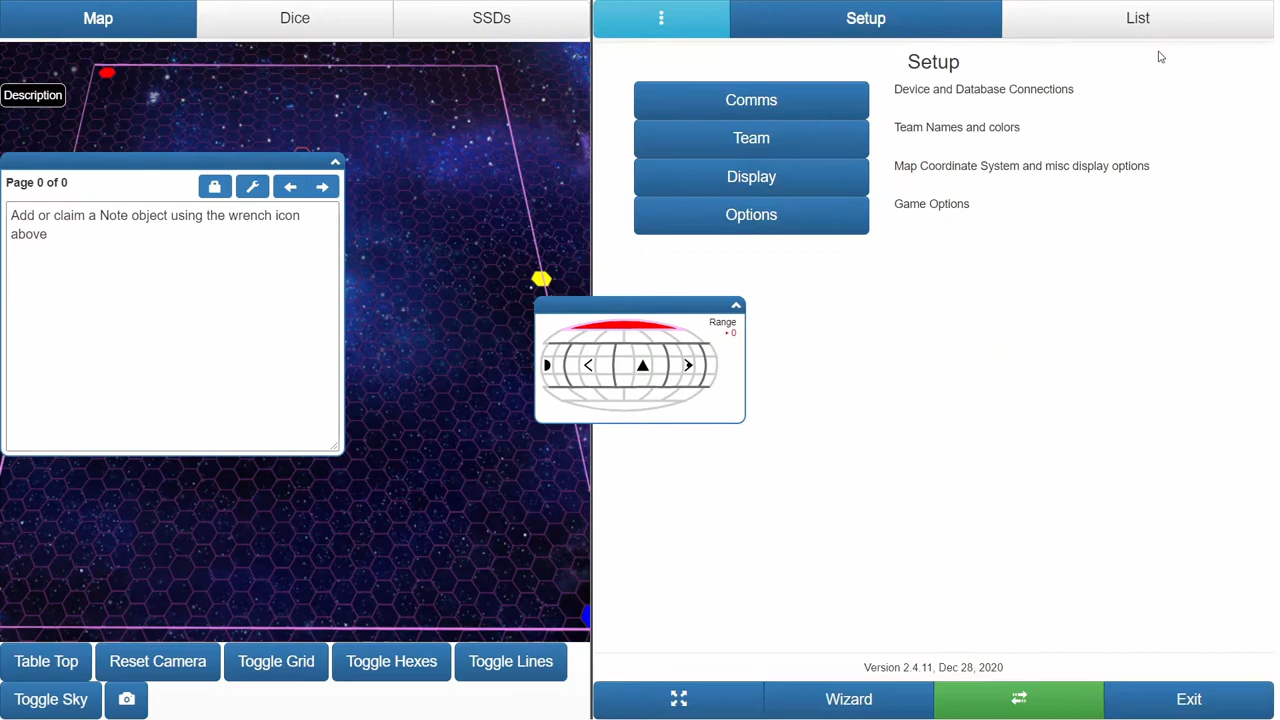 Map
Dice
SSDs
Setup
List
Description
Page 0 of 0
Add or claim a Note object using the wrench icon
above
Setup
Comms
Device and Database Connections
Team
Team Names and colors
Display
Map Coordinate System and misc display options
Options
Game Options
Range
0
Table Top
Reset Camera
Toggle Grid
Toggle Hexes
Toggle Lines
Toggle Sky
Version 2.4.11, Dec 28, 2020
Wizard
Exit